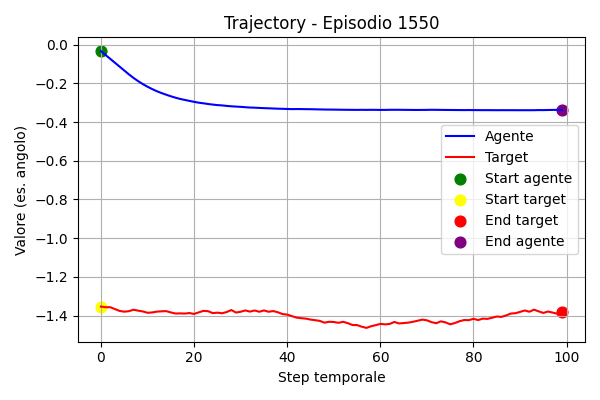 Trajectory - Episodio 1550
Valore (es. angolo)
0.0
−0.2
−0.4
−0.6
−0.8
−1.0
−1.2
−1.4
Agente
Target
Start agente
Start target
End target
End agente
0 20 40 60 80 100
Step temporale